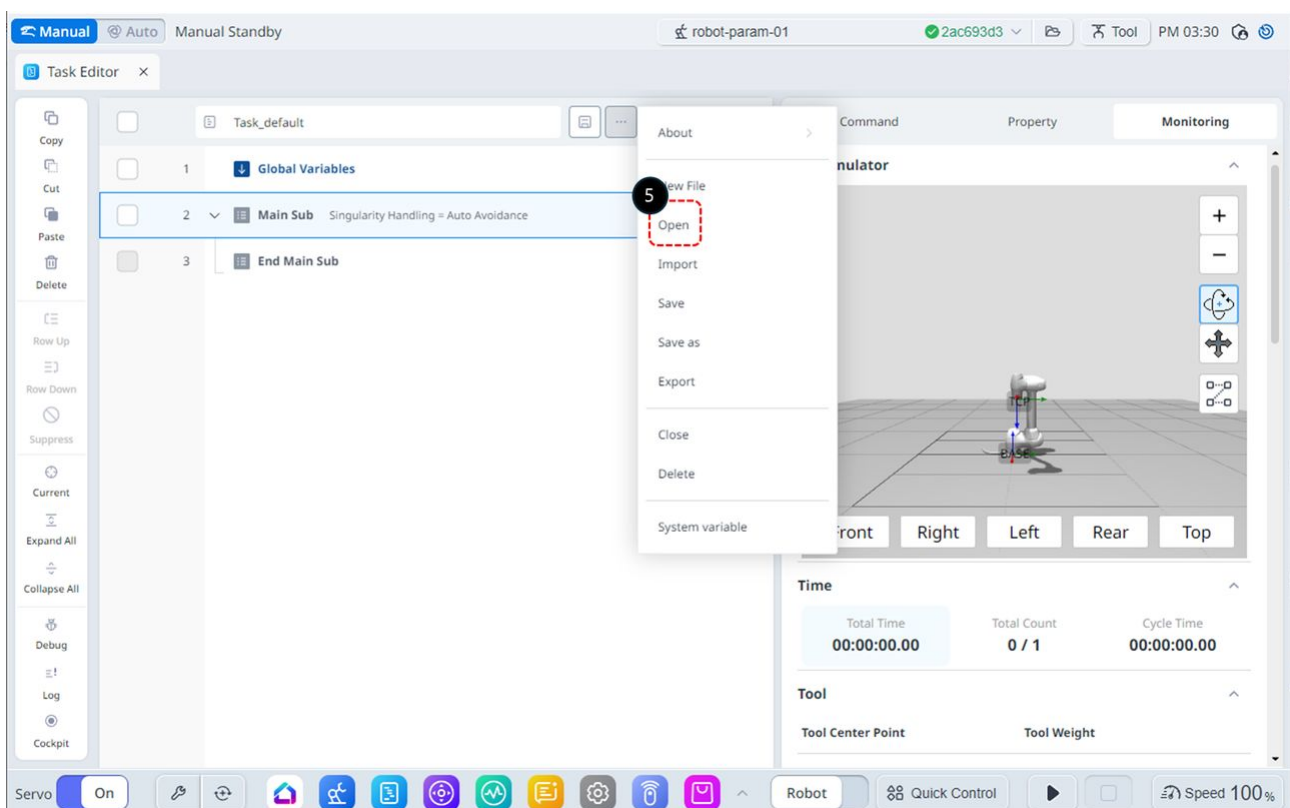 Manual Auto Manual Standby robot-param-01 2ac693d3 Tool PM 03:30
Task Editor ×
Copy
Cut
Paste
Delete
Row Up
Row Down
Suppress
Current
Expand All
Collapse All
Debug
Log
Cockpit
Task_default
1 Global Variables
2 Main Sub Singularity Handling = Auto Avoidance
3 End Main Sub
About
5
Open
Import
Save
Save as
Export
Close
Delete
System variable
Command Property Monitoring
TCP
BASE
Right Left Rear Top
Time
Total Time Total Count Cycle Time
00:00:00.00 0 / 1 00:00:00.00
Tool
Tool Center Point Tool Weight
Servo On Robot Quick Control Speed 100%